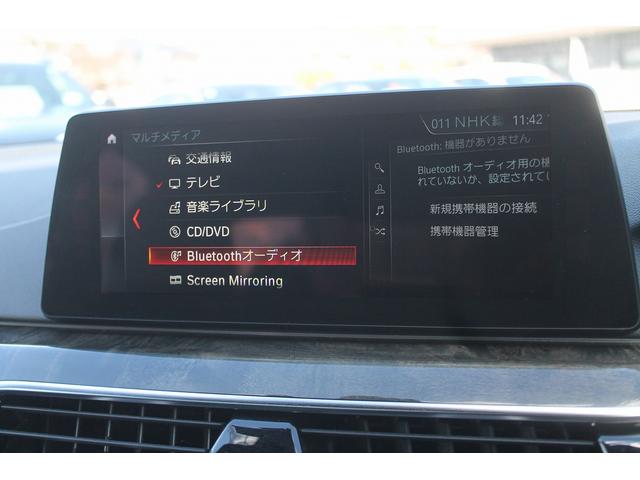 011 NHK総 11:42
マルチメディア
交通情報
テレビ
音楽ライブラリ
CD/DVD
Bluetoothオーディオ
Screen Mirroring
Bluetooth: 機器がありません
Bluetooth オーディオ用の機
れていないか、設定されてい
新規携帯機器の接続
携帯機器管理